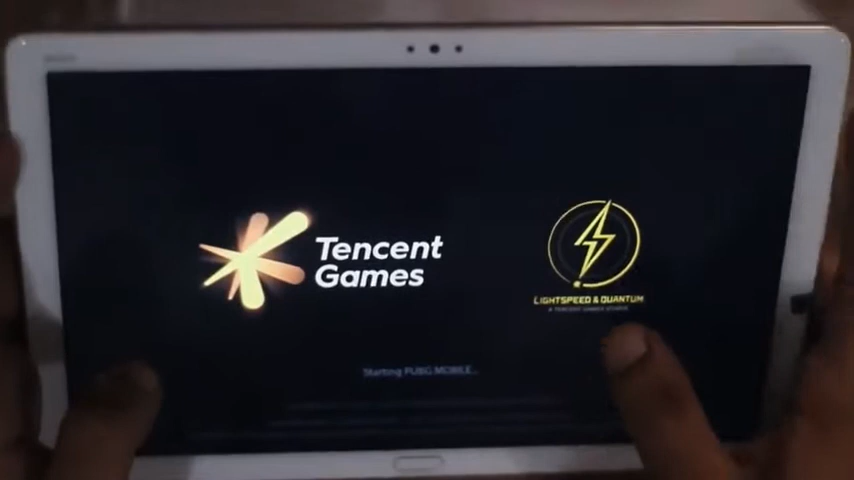 Tencent
Games
LIGHTSPEED & QUANTUM
A TENCENT GAMES STUDIO
Starting PUBG MOBILE...